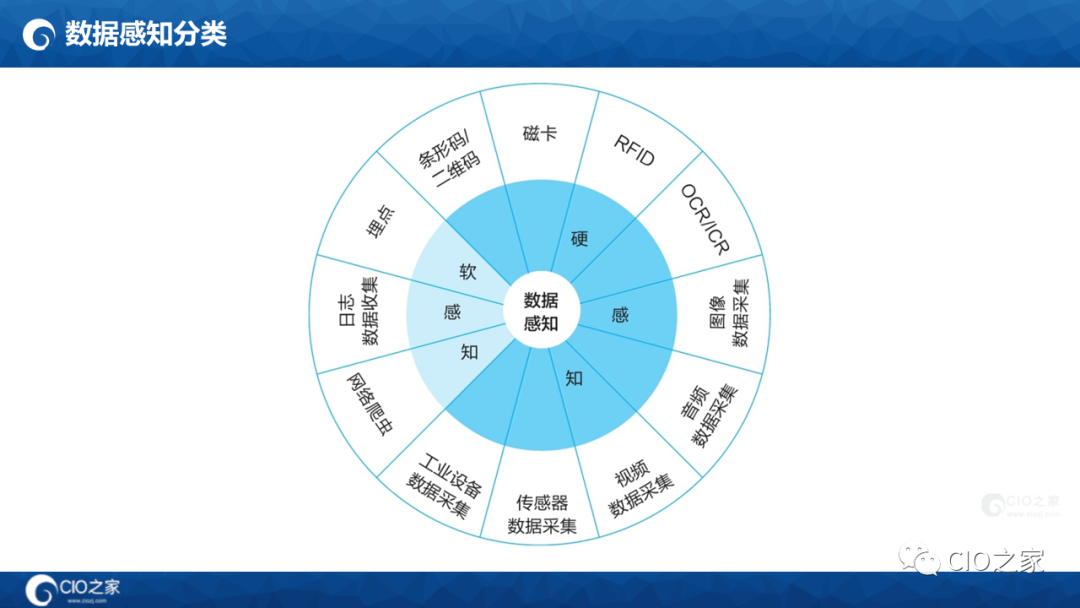 数据感知分类
磁卡
RFID
OCR/ICR
图像
数据采集
音频
数据采集
视频
数据采集
传感器
数据采集
工业设备
数据采集
网络爬虫
日志
数据收集
埋点
条形码/
二维码
硬
感
知
软
感
知
数据
感知
CIO之家
www.ciozj.com
CIO之家
CIO之家
www.ciozj.com